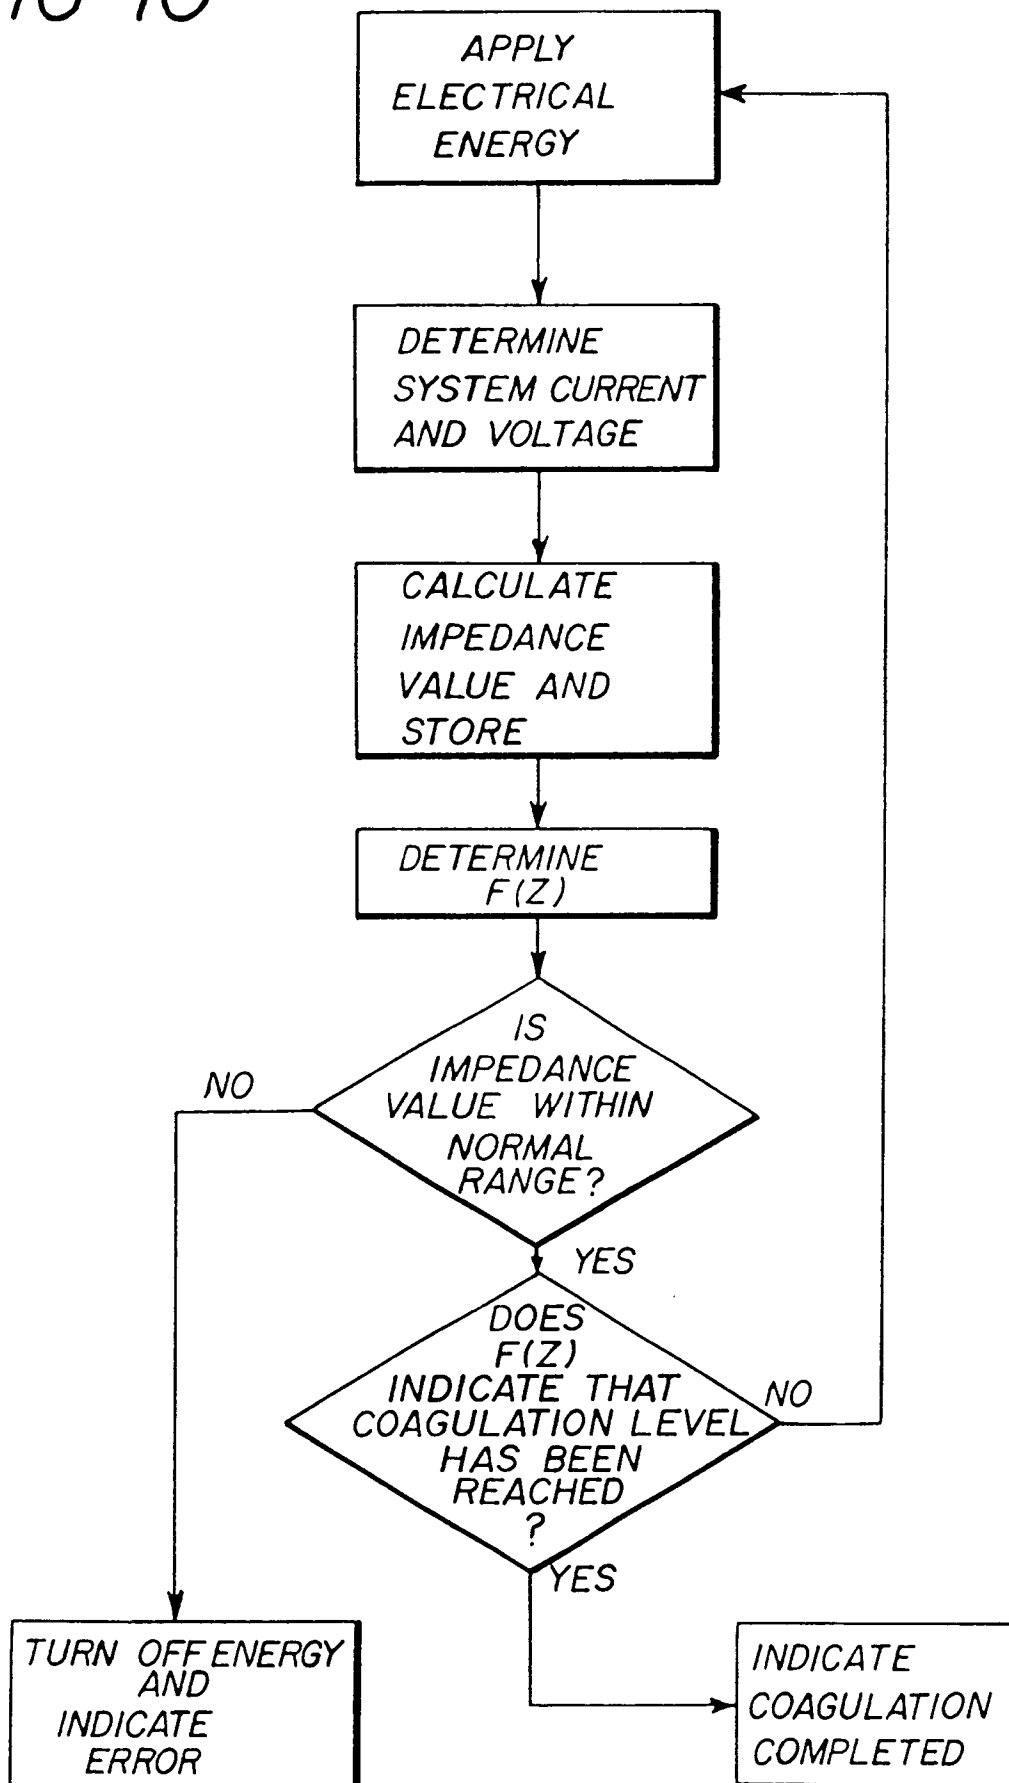 APPLY
ELECTRICAL
ENERGY
DETERMINE
SYSTEM CURRENT
AND VOLTAGE
CALCULATE
IMPEDANCE
VALUE AND
STORE
DETERMINE
F(Z)
IS
IMPEDANCE
VALUE WITHIN
NORMAL
RANGE?
NO
YES
DOES
F(Z)
INDICATE THAT
COAGULATION LEVEL
HAS BEEN
REACHED
?
NO
YES
TURN OFF ENERGY
AND
INDICATE
ERROR
INDICATE
COAGULATION
COMPLETED